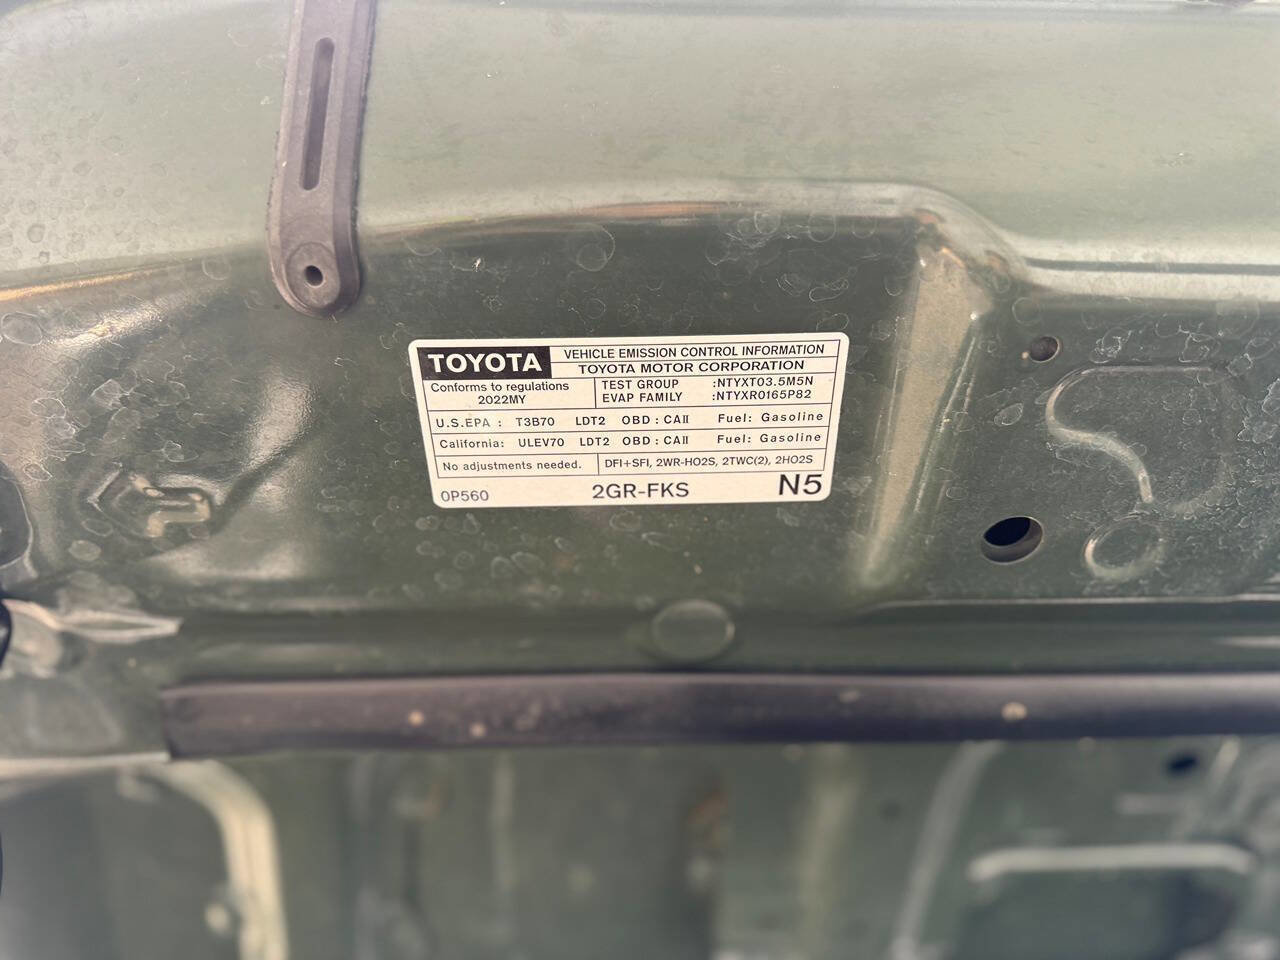 TOYOTA VEHICLE EMISSION CONTROL INFORMATION
TOYOTA MOTOR CORPORATION
Conforms to regulations
2022MY
TEST GROUP :NTYXT03.5M5N
EVAP FAMILY :NTYXR0165P82
U.S.EPA : T3B70 LDT2 OBD : CAII Fuel: Gasoline
California: ULEV70 LDT2 OBD : CAII Fuel: Gasoline
No adjustments needed. DFI+SFI, 2WR-HO2S, 2TWC(2), 2HO2S
0P560 2GR-FKS N5